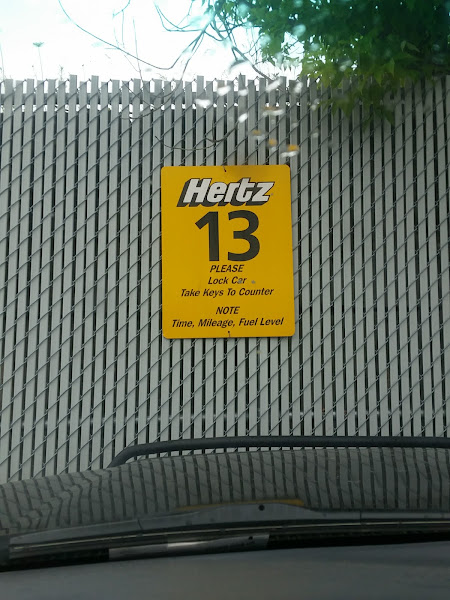 Hertz
13
PLEASE
Lock Car
Take Keys To Counter
NOTE
Time, Mileage, Fuel Level